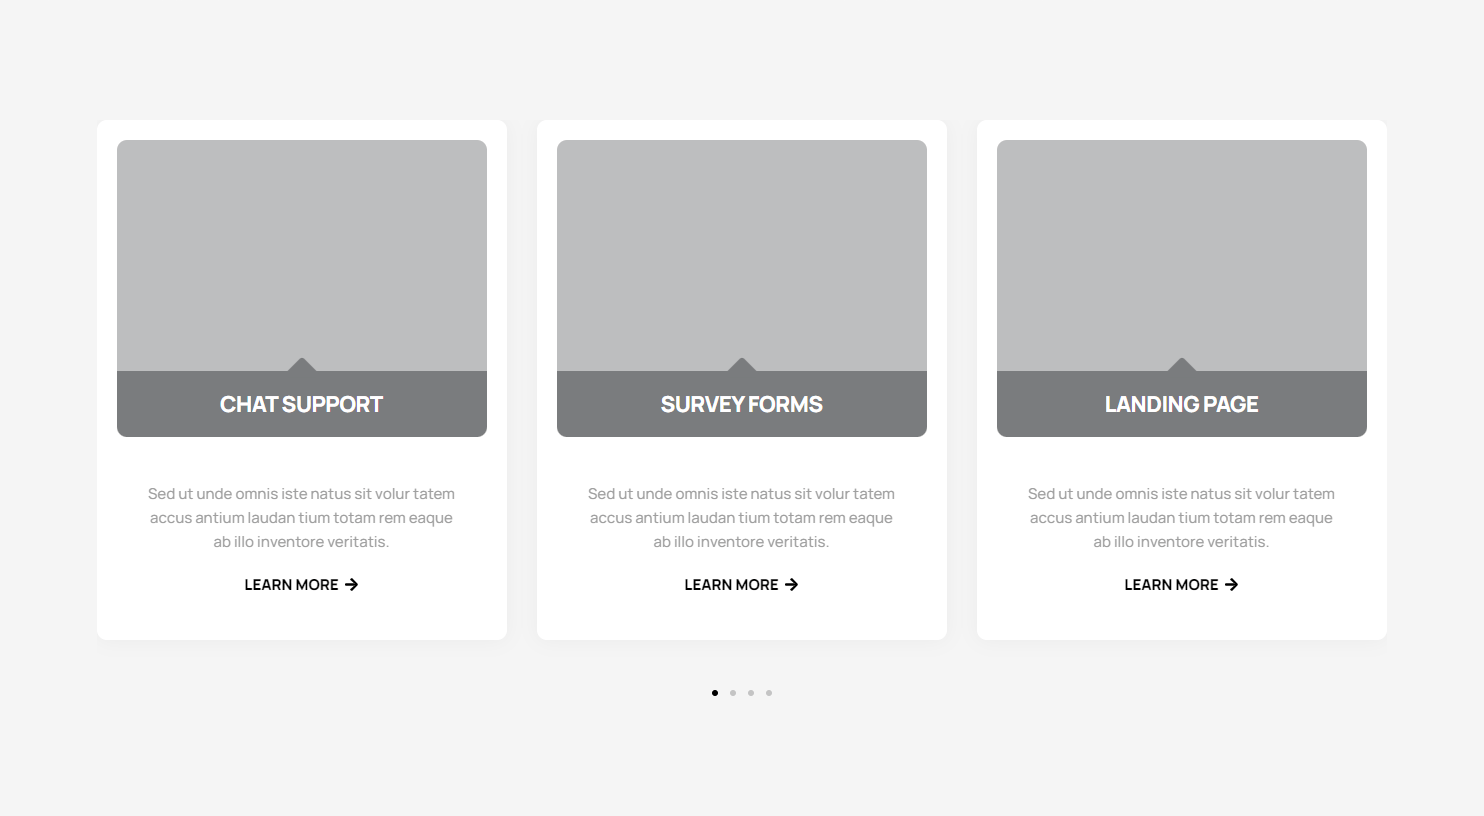 CHAT SUPPORT
Sed ut unde omnis iste natus sit volur tatem
accus antium laudan tium totam rem eaque
ab illo inventore veritatis.
LEARN MORE
SURVEY FORMS
Sed ut unde omnis iste natus sit volur tatem
accus antium laudan tium totam rem eaque
ab illo inventore veritatis.
LEARN MORE
LANDING PAGE
Sed ut unde omnis iste natus sit volur tatem
accus antium laudan tium totam rem eaque
ab illo inventore veritatis.
LEARN MORE